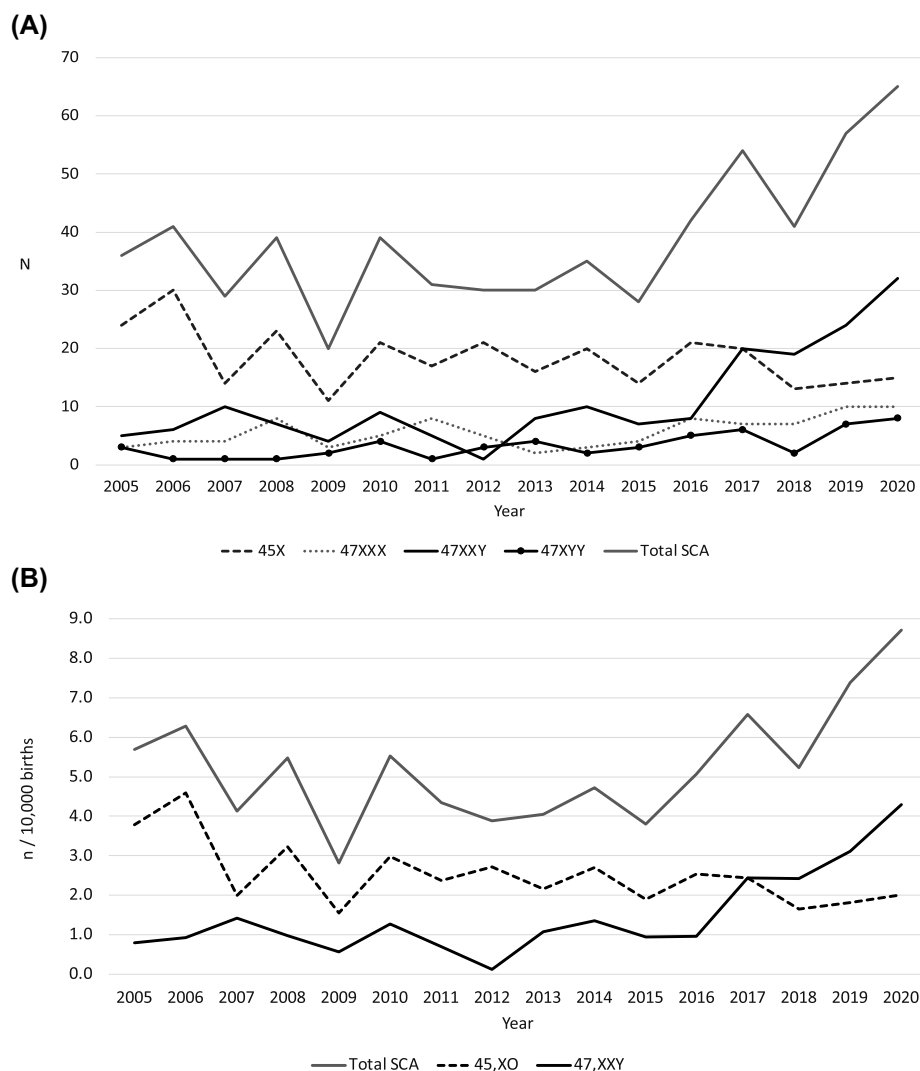 (A)
70
60
50
40
30
20
10
0
N
2005 2006 2007 2008 2009 2010 2011 2012 2013 2014 2015 2016 2017 2018 2019 2020
Year
45X 47XXX 47XXY 47XYY Total SCA
(B)
9.0
8.0
7.0
6.0
5.0
4.0
3.0
2.0
1.0
0.0
n / 10,000 births
2005 2006 2007 2008 2009 2010 2011 2012 2013 2014 2015 2016 2017 2018 2019 2020
Year
Total SCA 45,XO 47,XXY